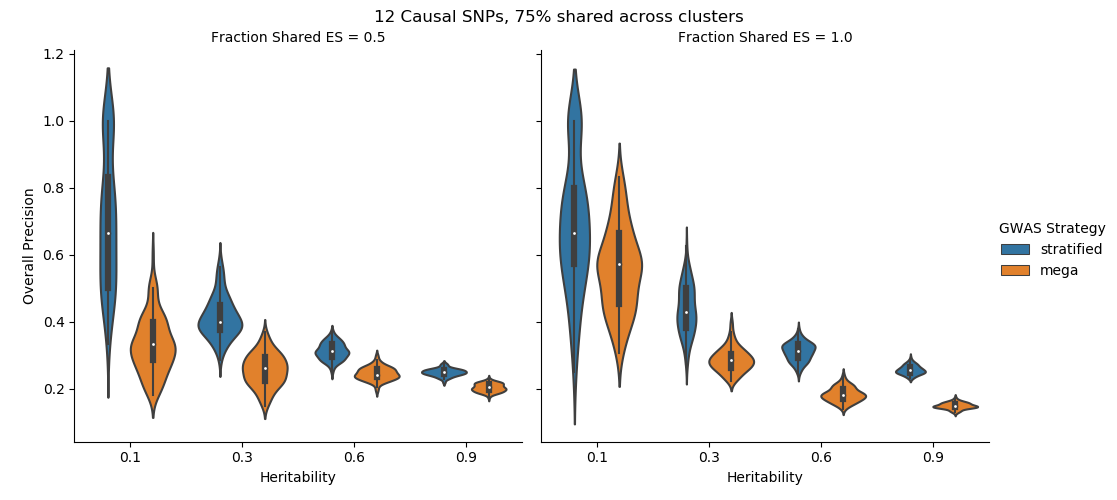 12 Causal SNPs, 75% shared across clusters
Fraction Shared ES = 0.5
Fraction Shared ES = 1.0
1.2
1.0
0.8
0.6
0.4
0.2
Overall Precision
0.1
0.3
0.6
0.9
Heritability
0.1
0.3
0.6
0.9
Heritability
GWAS Strategy
stratified
mega